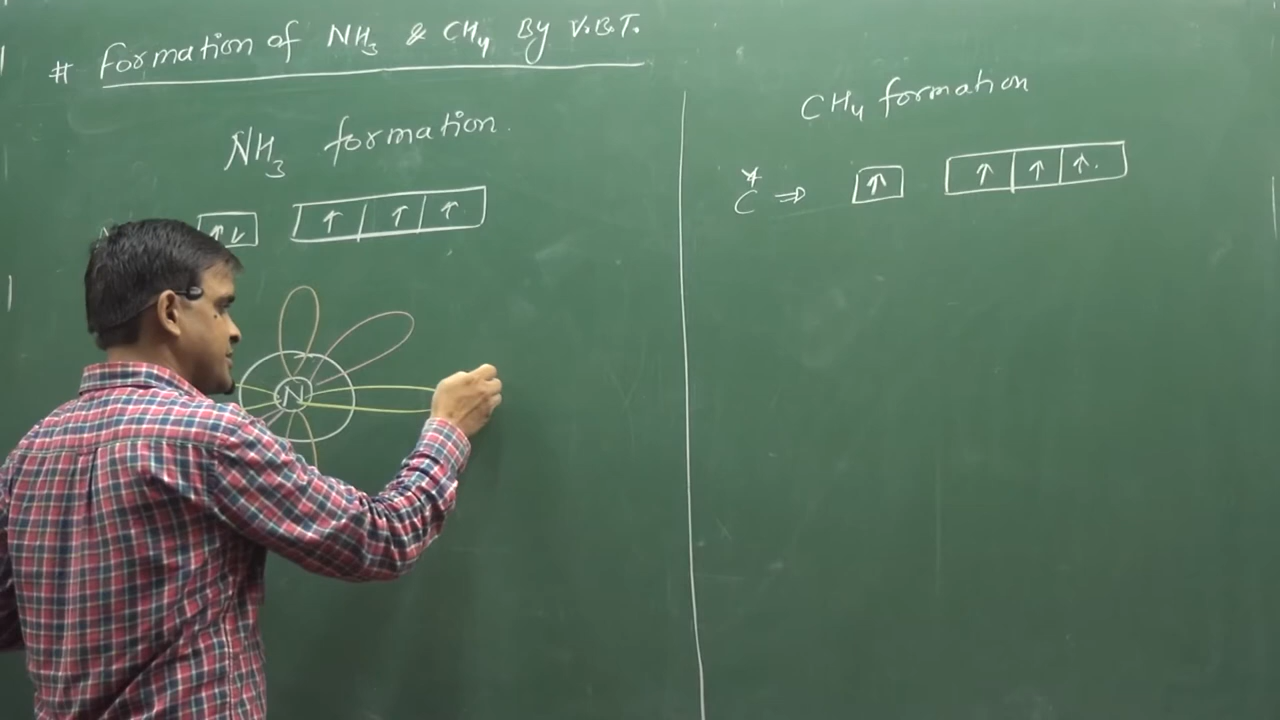 # Formation of NH₃ & CH₄ By V.B.T.
NH₃ formation.
↑↓ ↑ ↑ ↑
N
CH₄ formation
C* ⇒ ↑ ↑ ↑ ↑.